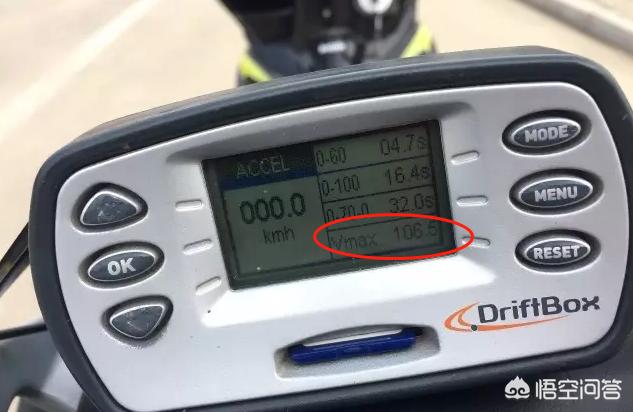 ACCEL
000.0
kmh
0-60 04.7s
0-100 16.4s
0-70-0 32.0s
Vmax 106.5
OK
MODE
MENU
RESET
DriftBox
悟空问答